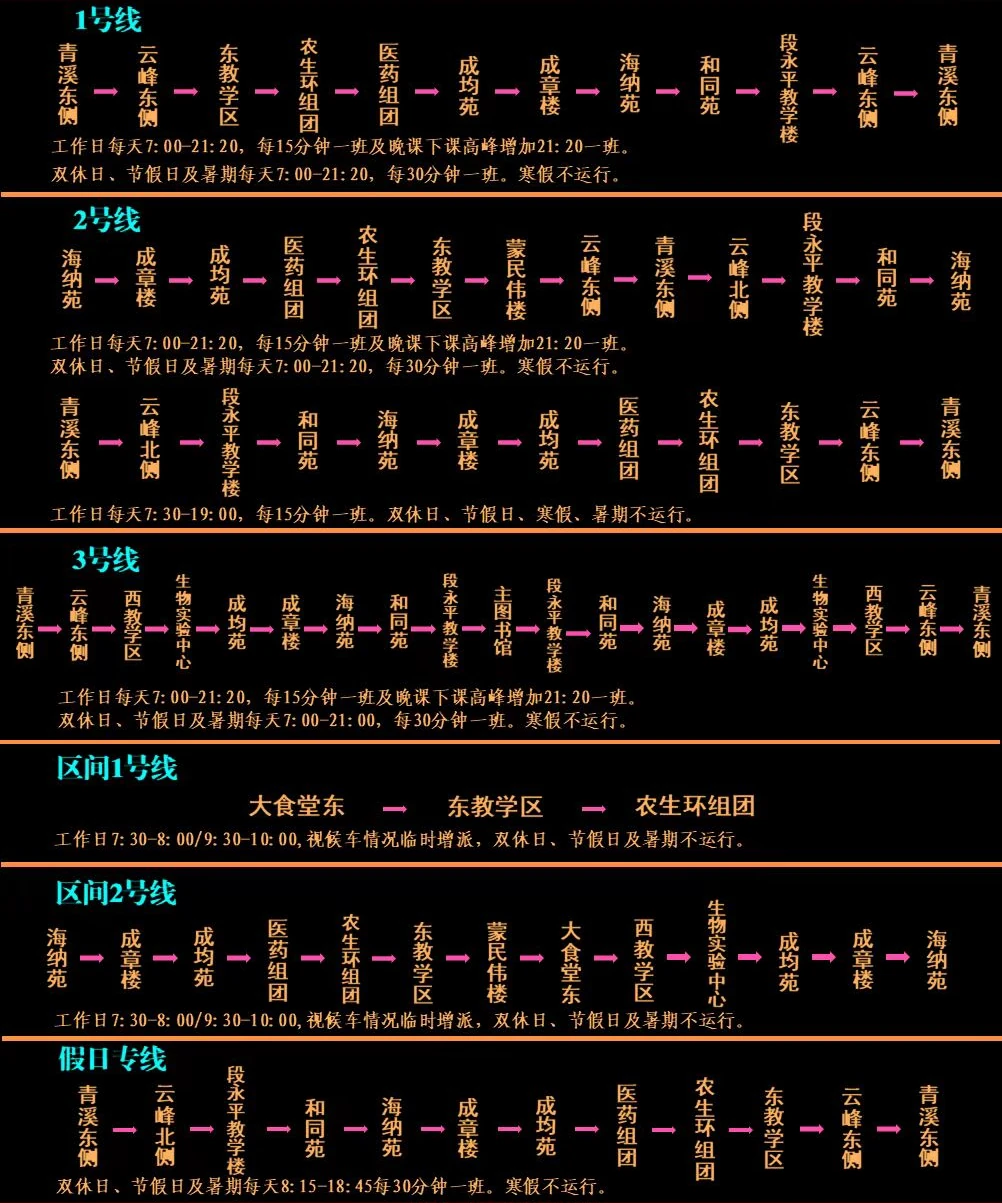 1号线
青溪东侧 → 云峰东侧 → 东教学区 → 农生环组团 → 医药组团 → 成均苑 → 成章楼 → 海纳苑 → 和同苑 → 段永平教学楼 → 云峰东侧 → 青溪东侧
工作日每天7:00-21:20，每15分钟一班及晚课下课高峰增加21:20一班。
双休日、节假日及暑期每天7:00-21:20，每30分钟一班。寒假不运行。
2号线
海纳苑 → 成章楼 → 成均苑 → 医药组团 → 农生环组团 → 东教学区 → 蒙民伟楼 → 云峰东侧 → 青溪东侧 → 云峰北侧 → 段永平教学楼 → 和同苑 → 海纳苑
工作日每天7:00-21:20，每15分钟一班及晚课下课高峰增加21:20一班。
双休日、节假日及暑期每天7:00-21:20，每30分钟一班。寒假不运行。
青溪东侧 → 云峰北侧 → 段永平教学楼 → 和同苑 → 海纳苑 → 成章楼 → 成均苑 → 医药组团 → 农生环组团 → 东教学区 → 云峰东侧 → 青溪东侧
工作日每天7:30-19:00，每15分钟一班。双休日、节假日、寒假、暑期不运行。
3号线
青溪东侧 → 云峰东侧 → 西教学区 → 生物实验中心 → 成均苑 → 成章楼 → 海纳苑 → 和同苑 → 段永平教学楼 → 主图书馆 → 段永平教学楼 → 和同苑 → 海纳苑 → 成章楼 → 成均苑 → 生物实验中心 → 西教学区 → 云峰东侧 → 青溪东侧
工作日每天7:00-21:20，每15分钟一班及晚课下课高峰增加21:20一班。
双休日、节假日及暑期每天7:00-21:00，每30分钟一班。寒假不运行。
区间1号线
大食堂东 → 东教学区 → 农生环组团
工作日7:30-8:00/9:30-10:00,视候车情况临时增派，双休日、节假日及暑期不运行。
区间2号线
海纳苑 → 成章楼 → 成均苑 → 医药组团 → 农生环组团 → 东教学区 → 蒙民伟楼 → 大食堂东 → 西教学区 → 生物实验中心 → 成均苑 → 成章楼 → 海纳苑
工作日7:30-8:00/9:30-10:00,视候车情况临时增派，双休日、节假日及暑期不运行。
假日专线
青溪东侧 → 云峰北侧 → 段永平教学楼 → 和同苑 → 海纳苑 → 成章楼 → 成均苑 → 医药组团 → 农生环组团 → 东教学区 → 云峰东侧 → 青溪东侧
双休日、节假日及暑期每天8:15-18:45每30分钟一班。寒假不运行。